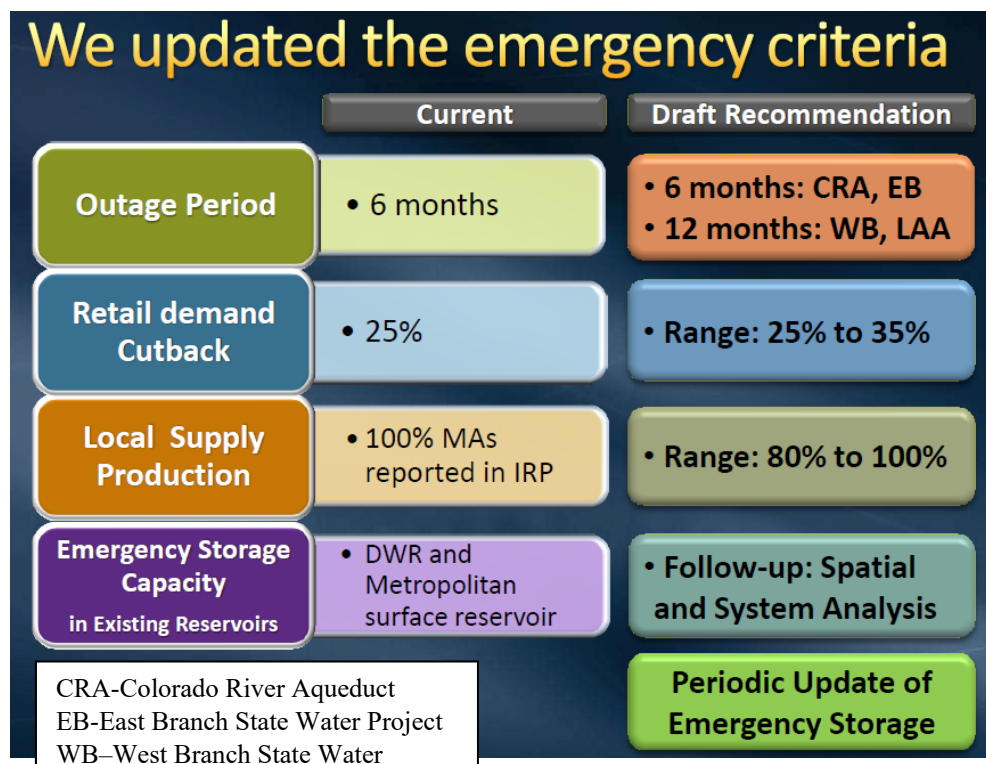 We updated the emergency criteria
Current
Draft Recommendation
Outage Period
• 6 months
• 6 months: CRA, EB
• 12 months: WB, LAA
Retail demand
Cutback
• 25%
• Range: 25% to 35%
Local Supply
Production
• 100% MAs
reported in IRP
• Range: 80% to 100%
Emergency Storage
Capacity
in Existing Reservoirs
• DWR and
Metropolitan
surface reservoir
• Follow-up: Spatial
and System Analysis
Periodic Update of
Emergency Storage
CRA-Colorado River Aqueduct
EB-East Branch State Water Project
WB–West Branch State Water